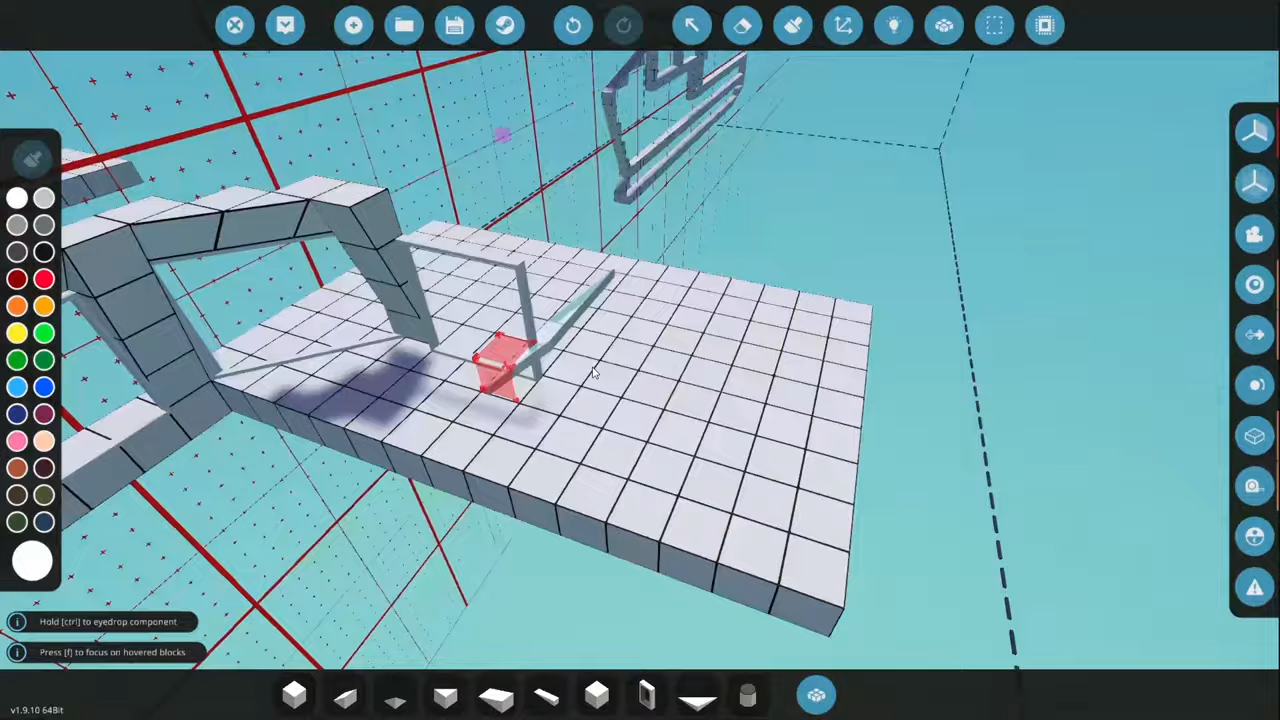 Hold [ctrl] to eyedrop component
Press [f] to focus on hovered blocks
v1.9.10 64Bit